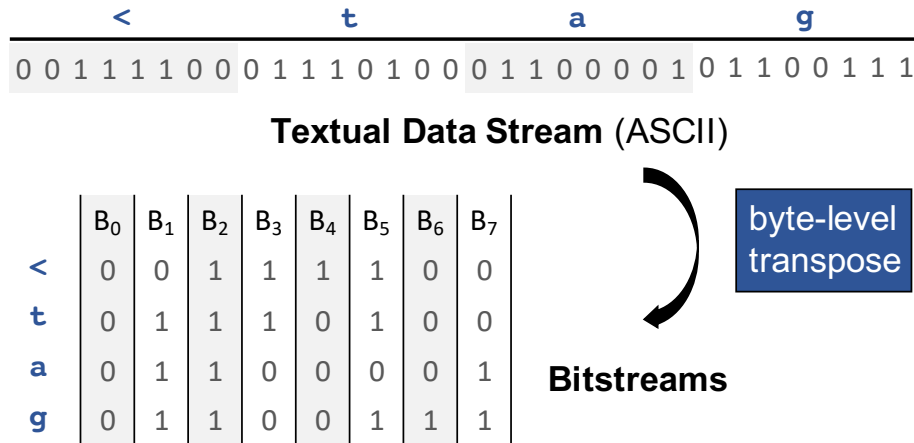 < t a g
0 0 1 1 1 1 0 0 0 1 1 1 0 1 0 0 0 1 1 0 0 0 0 1 0 1 1 0 0 1 1 1
Textual Data Stream (ASCII)
byte-level
transpose
B₀ B₁ B₂ B₃ B₄ B₅ B₆ B₇
< 0 0 1 1 1 1 0 0
t 0 1 1 1 0 1 0 0
a 0 1 1 0 0 0 0 1
g 0 1 1 0 0 1 1 1
Bitstreams